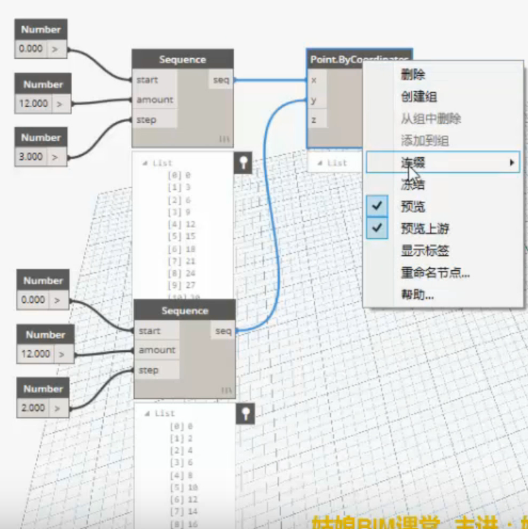 Number
0.000 >
Number
12.000 >
Number
3.000 >
Sequence
start seq
amount
step
List
[0] 0
[1] 3
[2] 6
[3] 9
[4] 12
[5] 15
[6] 18
[7] 21
[8] 24
[9] 27
Point.ByCoordinates
x
y
z
List
删除
创建组
从组中删除
添加到组
连缀
冻结
预览
预览上游
显示标签
重命名节点...
帮助...
Number
0.000 >
Number
12.000 >
Number
2.000 >
Sequence
start seq
amount
step
List
[0] 0
[1] 2
[2] 4
[3] 6
[4] 8
[5] 10
[6] 12
[7] 14
[8] 16
姑娘BIM课堂 主讲：